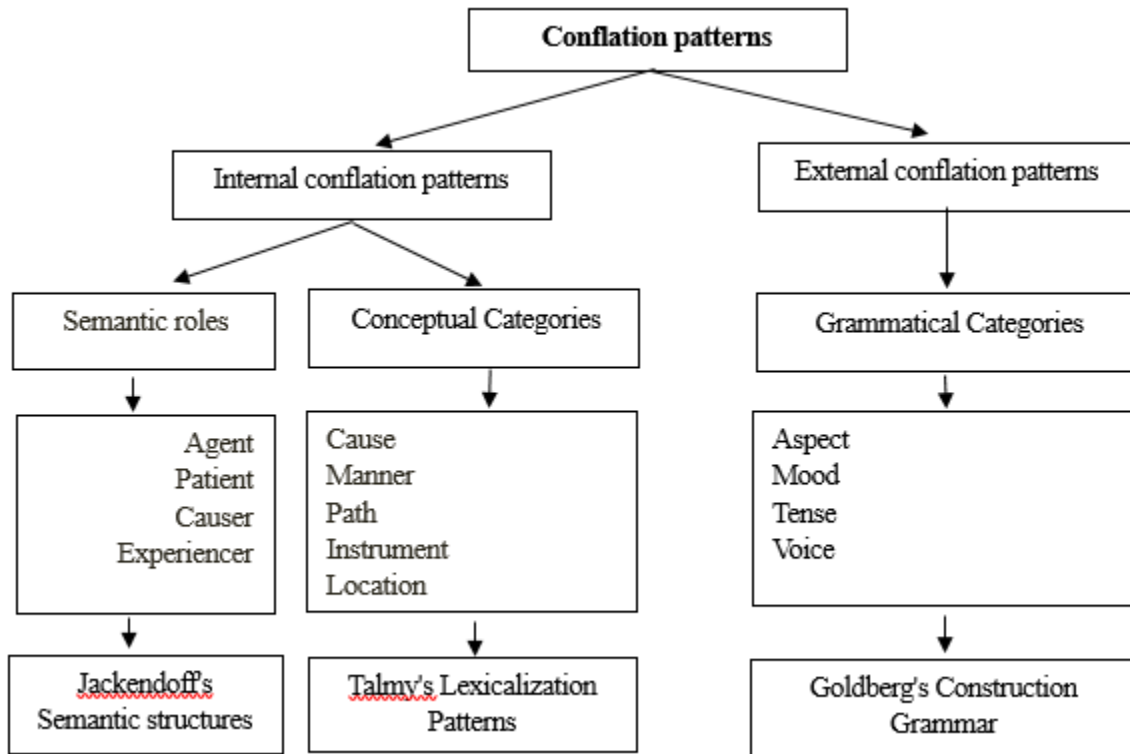 Conflation patterns
Internal conflation patterns
External conflation patterns
Semantic roles
Conceptual Categories
Grammatical Categories
Agent
Patient
Causer
Experiencer
Cause
Manner
Path
Instrument
Location
Aspect
Mood
Tense
Voice
Jackendoff's
Semantic structures
Talmy's Lexicalization
Patterns
Goldberg's Construction
Grammar